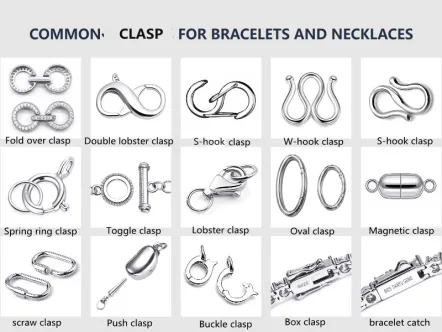 COMMON CLASP FOR BRACELETS AND NECKLACES
Fold over clasp Double lobster clasp S-hook clasp W-hook clasp S-hook clasp
Spring ring clasp Toggle clasp Lobster clasp Oval clasp Magnetic clasp
scraw clasp Push clasp Buckle clasp Box clasp bracelet catch